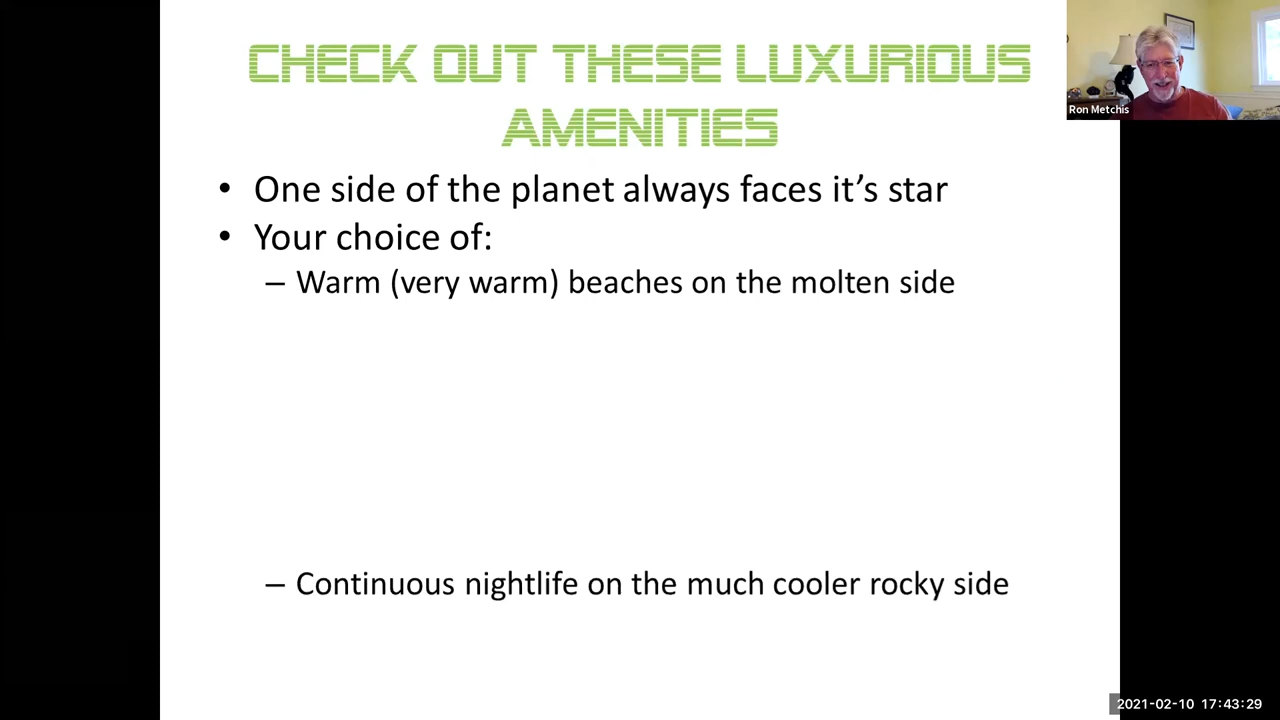 CHECK OUT THESE LUXURIOUS
AMENITIES
Ron Metchis
• One side of the planet always faces it’s star
• Your choice of:
– Warm (very warm) beaches on the molten side
– Continuous nightlife on the much cooler rocky side
2021-02-10 17:43:29